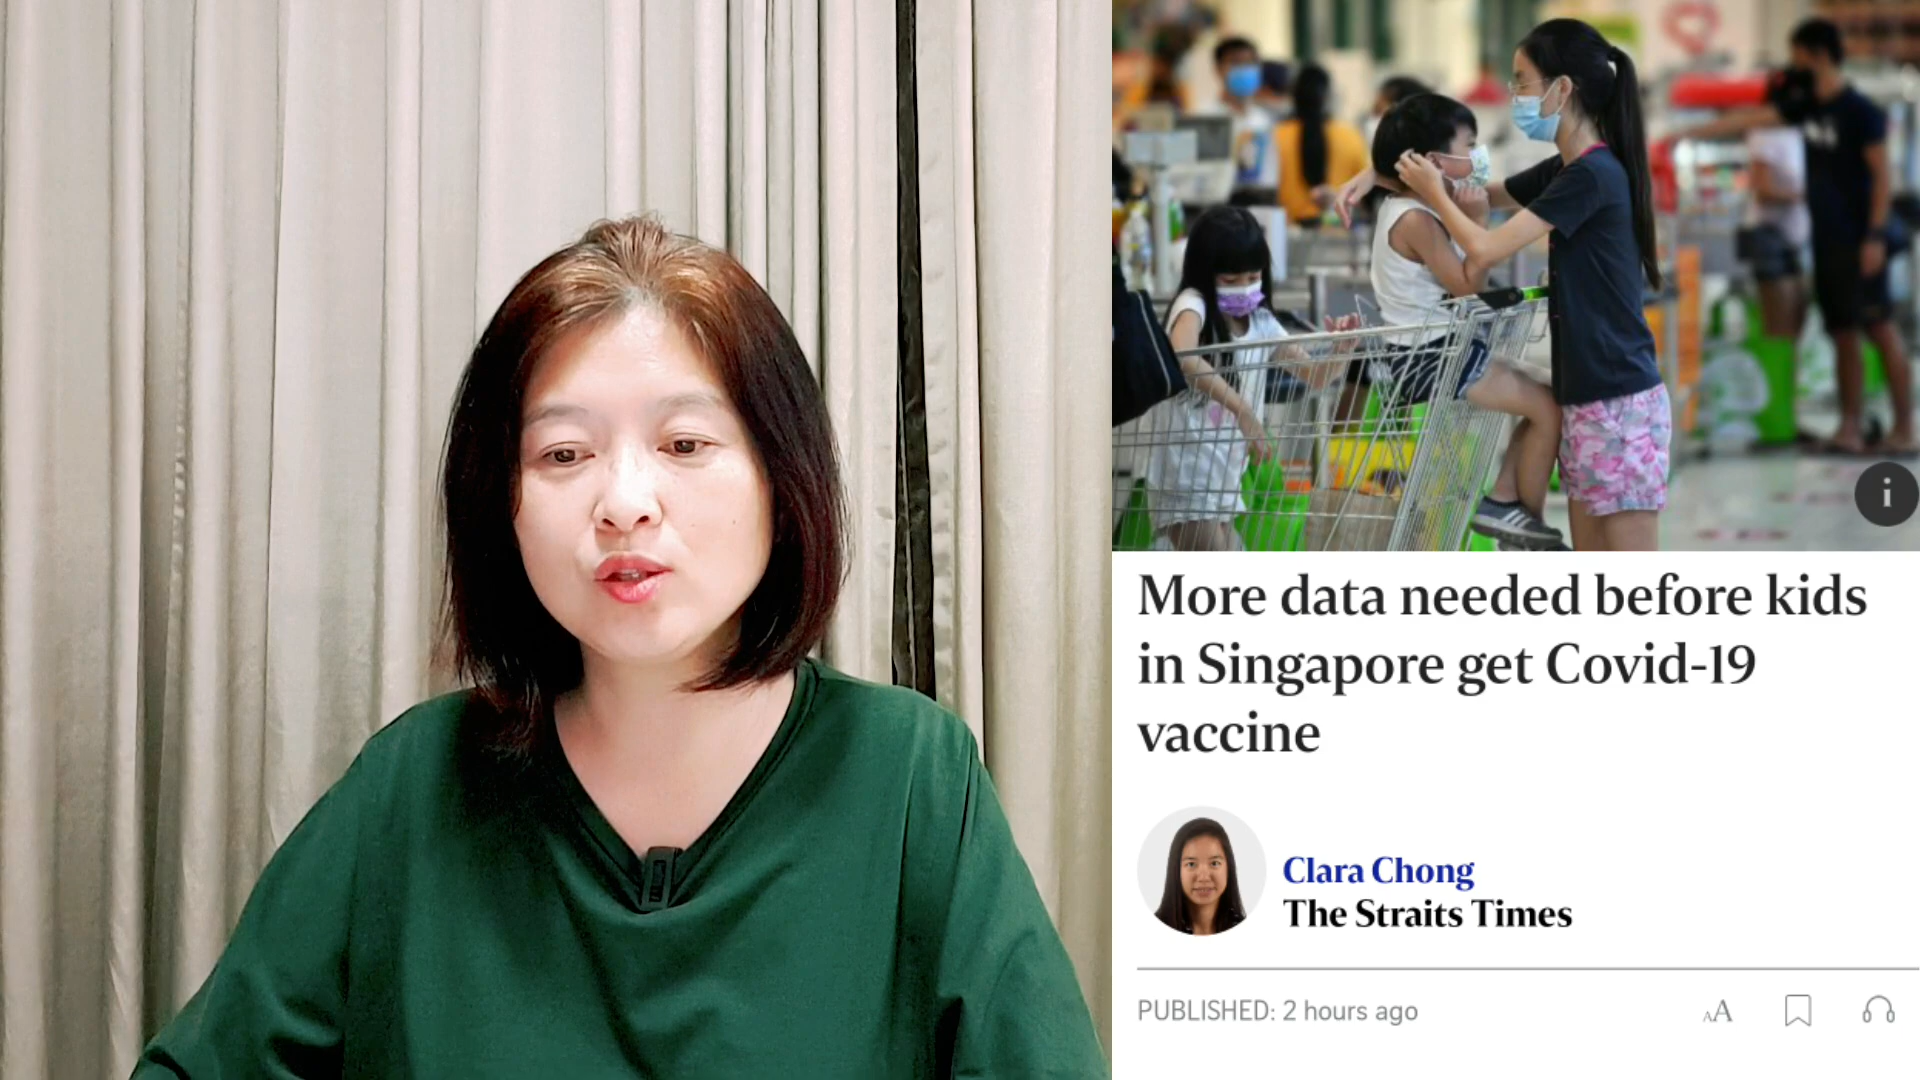 i
More data needed before kids
in Singapore get Covid-19
vaccine
Clara Chong
The Straits Times
PUBLISHED: 2 hours ago
AA